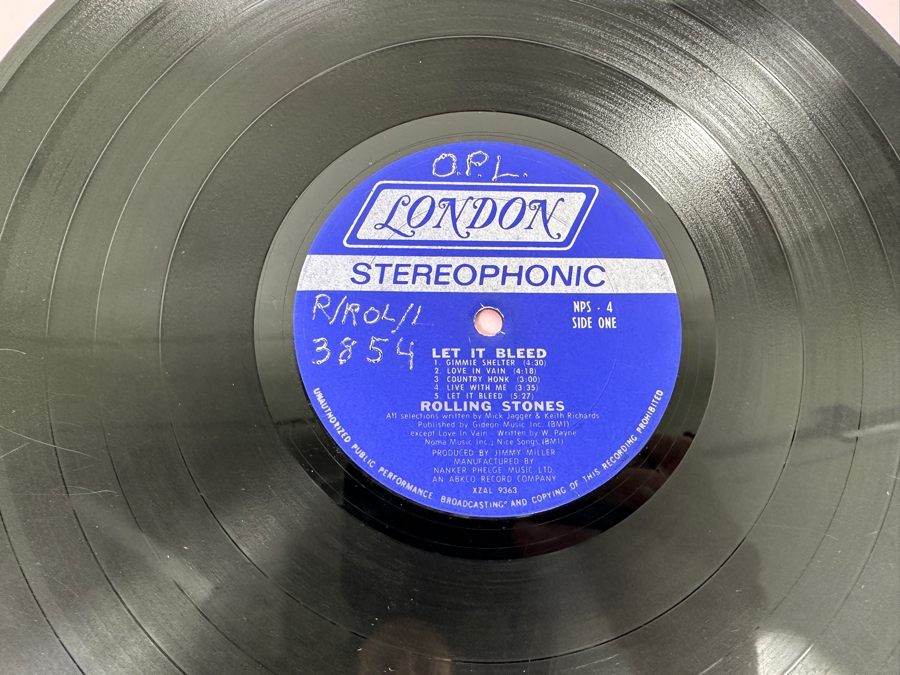 O.P.L.
LONDON
STEREOPHONIC
R/ROL/L
3854
NPS - 4
SIDE ONE
LET IT BLEED
1. GIMMIE SHELTER (4:30)
2. LOVE IN VAIN (4:18)
3 COUNTRY HONK (3:00)
4 LIVE WITH ME (3:35)
5. LET IT BLEED (5:27)
ROLLING STONES
All selections written by Mick Jagger & Keith Richards
Published by Gideon Music Inc. (BMI)
except Love In Vain - Written by W. Payne
Noma Music Inc.; Nice Songs, (BMI)
PRODUCED BY JIMMY MILLER
MANUFACTURED BY
NANKER PHELGE MUSIC LTD.
AN ABKCO RECORD COMPANY
XZAL 9363
UNAUTHORIZED PUBLIC PERFORMANCE BROADCASTING AND COPYING OF THIS RECORDING PROHIBITED